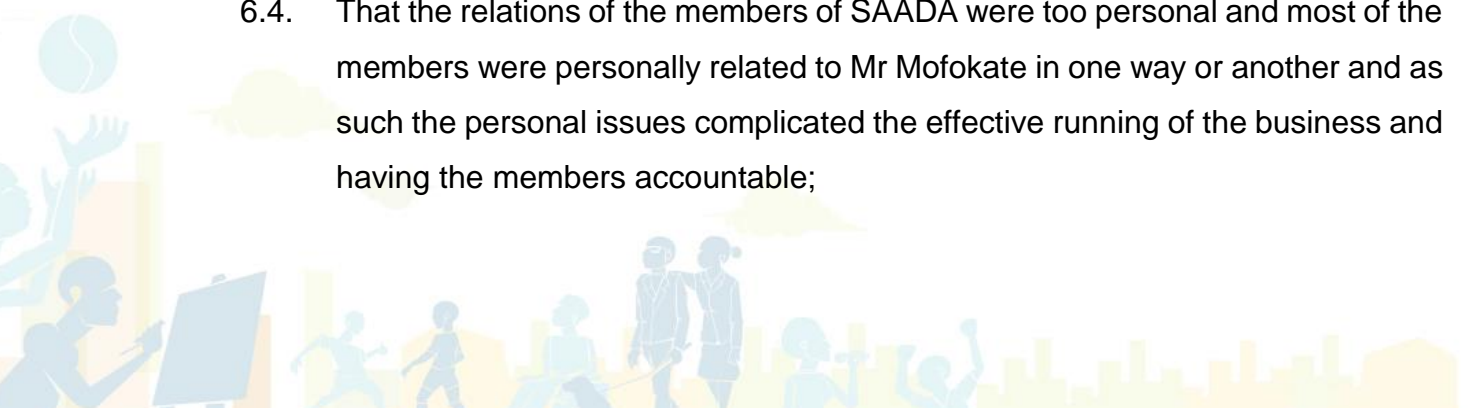 6.4. That the relations of the members of SAADA were too personal and most of the
members were personally related to Mr Mofokate in one way or another and as
such the personal issues complicated the effective running of the business and
having the members accountable;